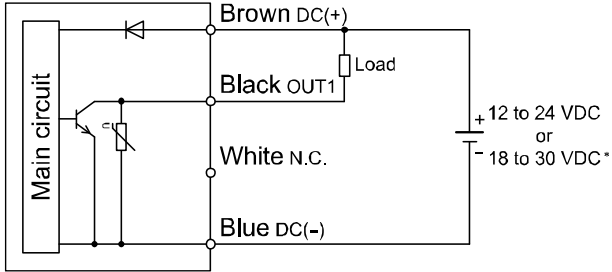 Brown DC(+)
Load
Black OUT1
Main circuit
White N.C.
Blue DC(-)
+ 12 to 24 VDC
or
- 18 to 30 VDC*
U